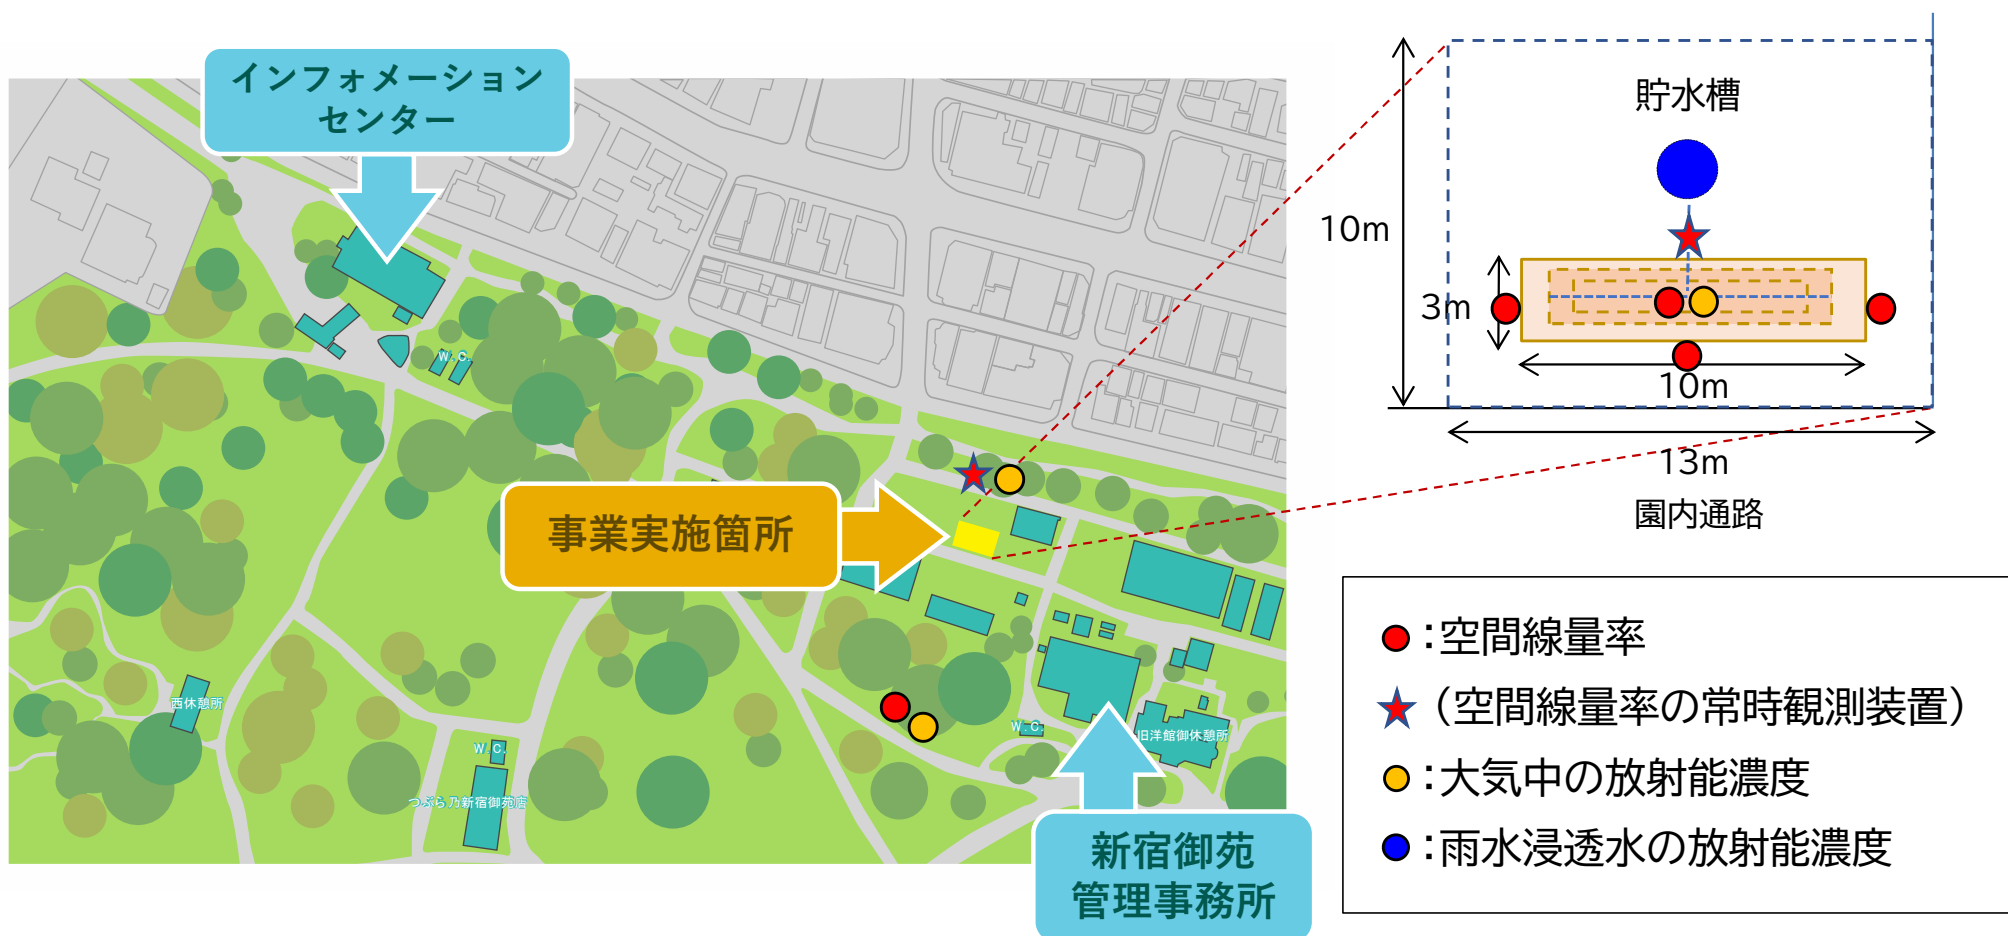 インフォメーション
センター
W.C.
事業実施箇所
西休憩所
W.C.
つぶら乃新宿御苑店
W.C.
旧洋館御休憩所
新宿御苑
管理事務所
貯水槽
10m
3m
10m
13m
園内通路
：空間線量率
（空間線量率の常時観測装置）
：大気中の放射能濃度
：雨水浸透水の放射能濃度